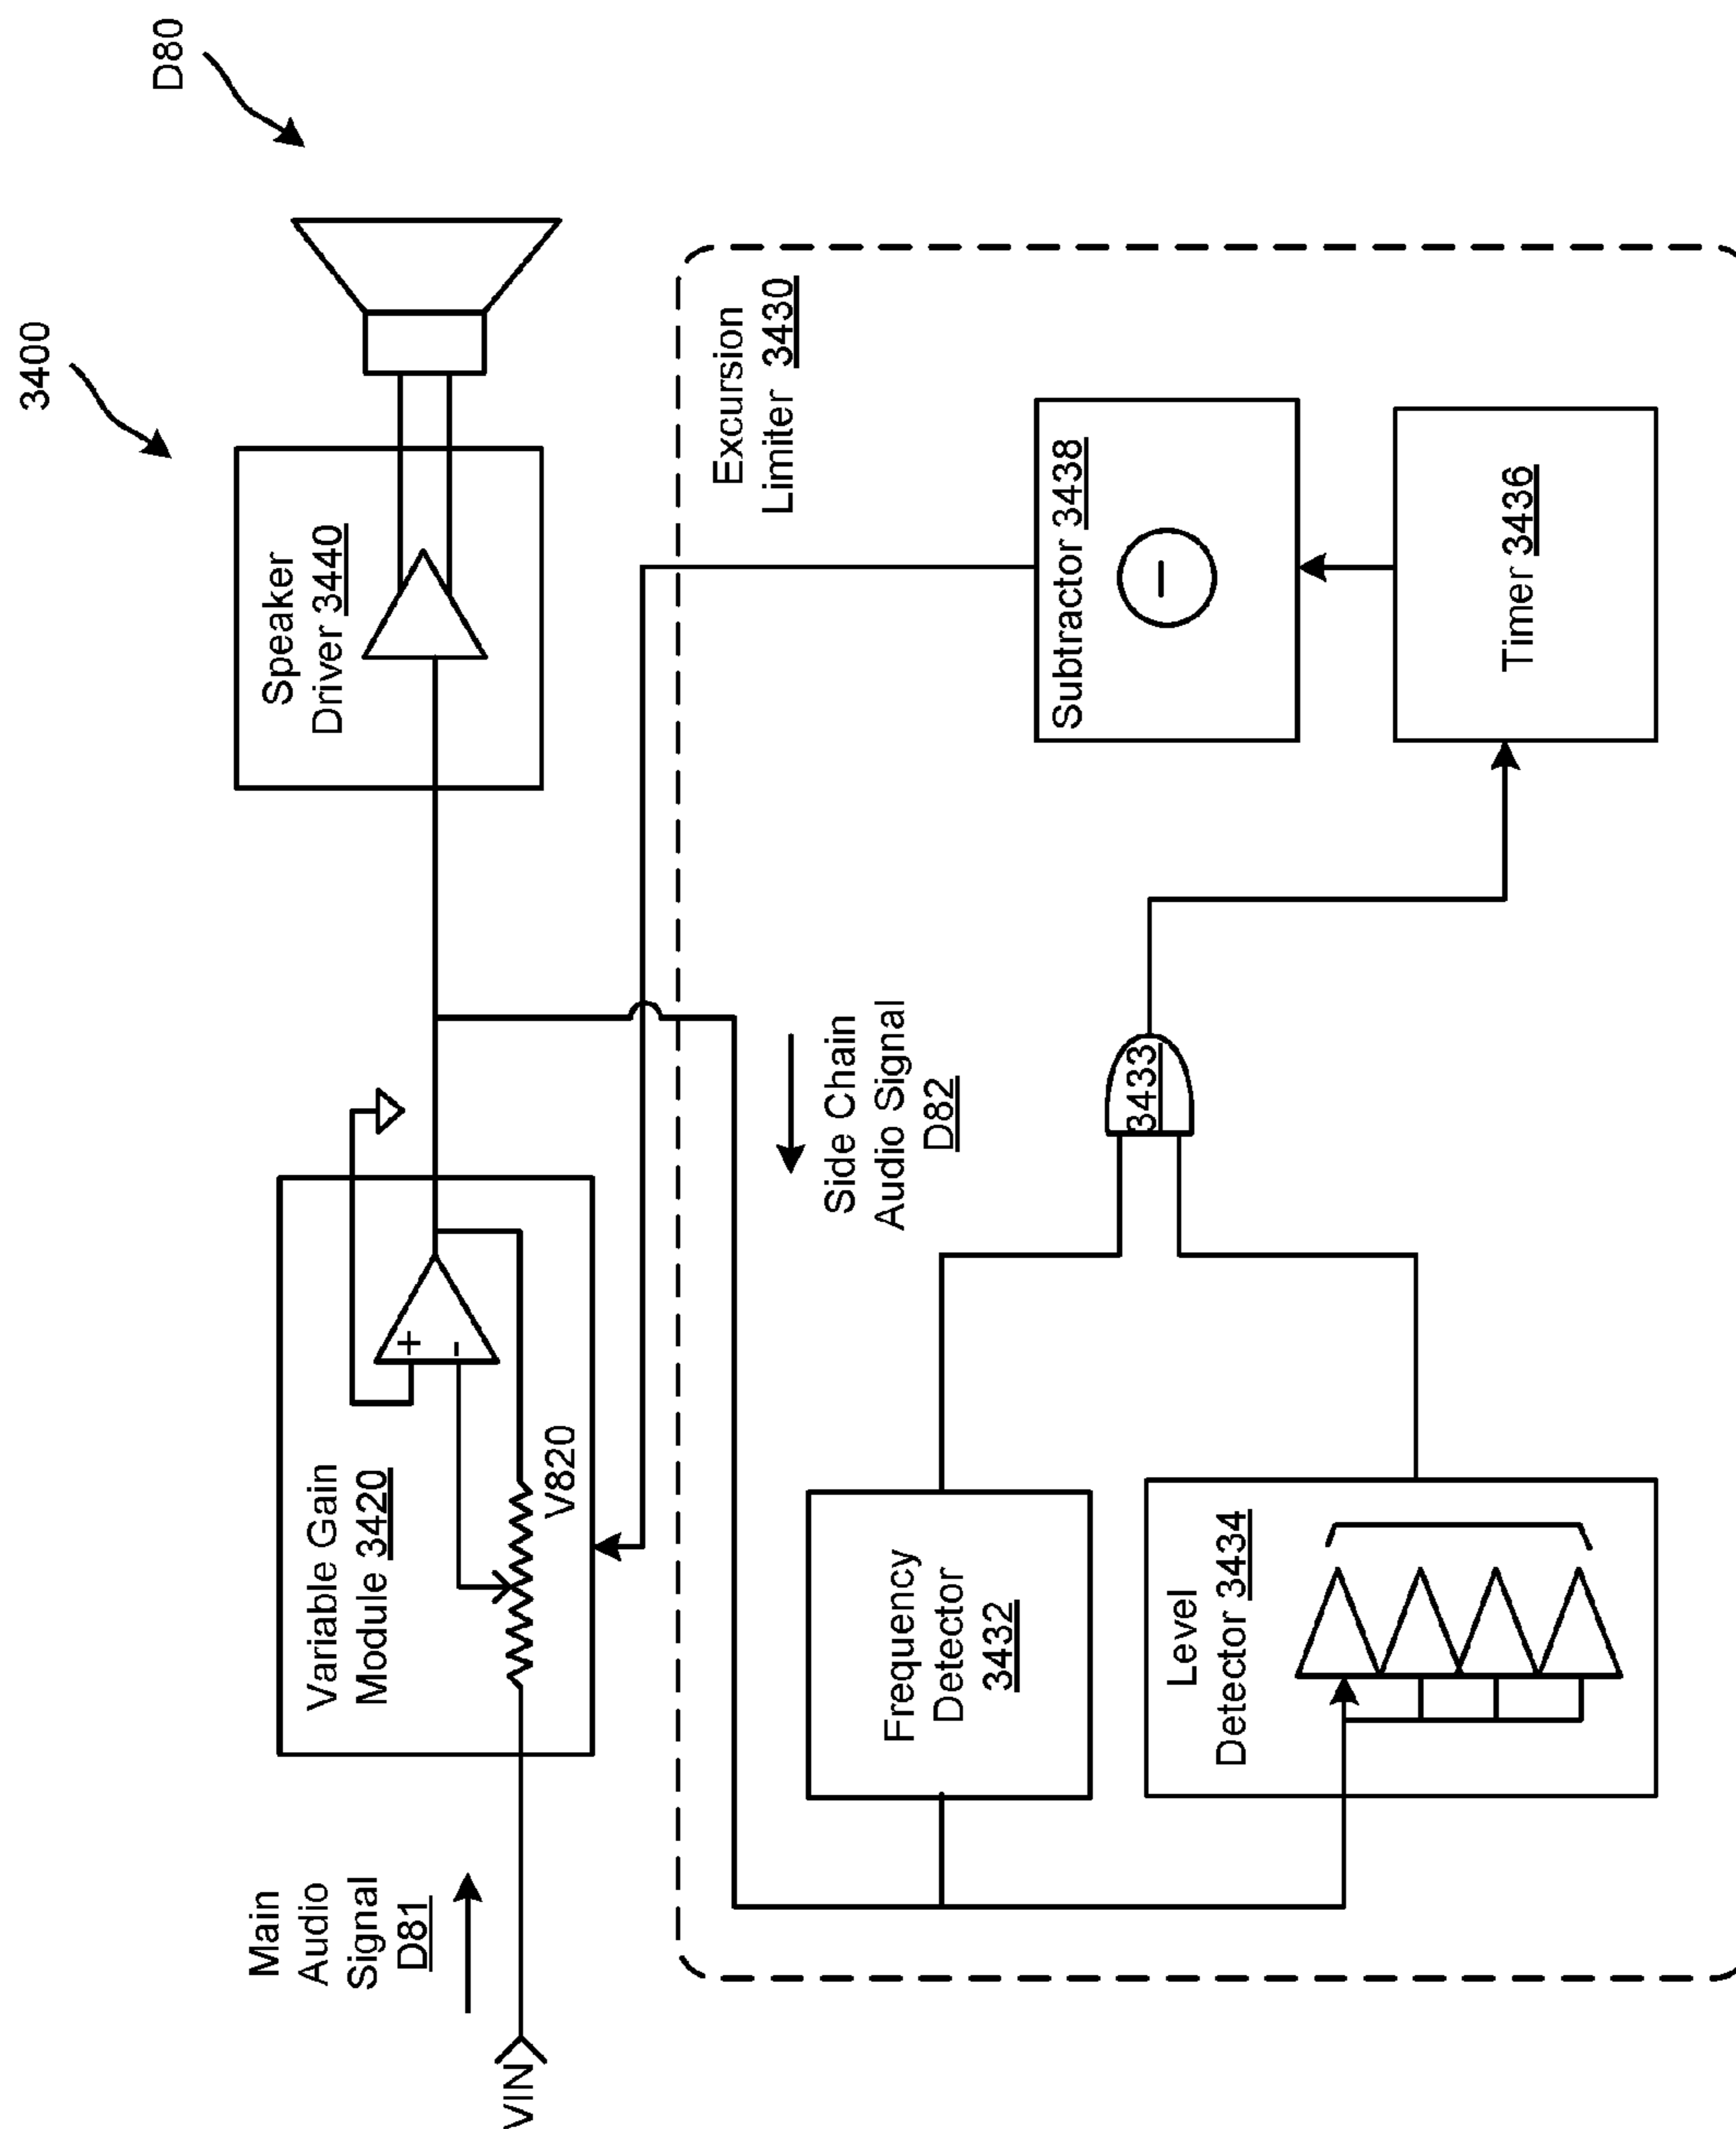 3400
D80
Main
Audio
Signal
D81
VIN
Variable Gain
Module 3420
+
-
V820
Speaker
Driver 3440
Excursion
Limiter 3430
Side Chain
Audio Signal
D82
Frequency
Detector
3432
Level
Detector 3434
3433
Subtractor 3438
−
Timer 3436